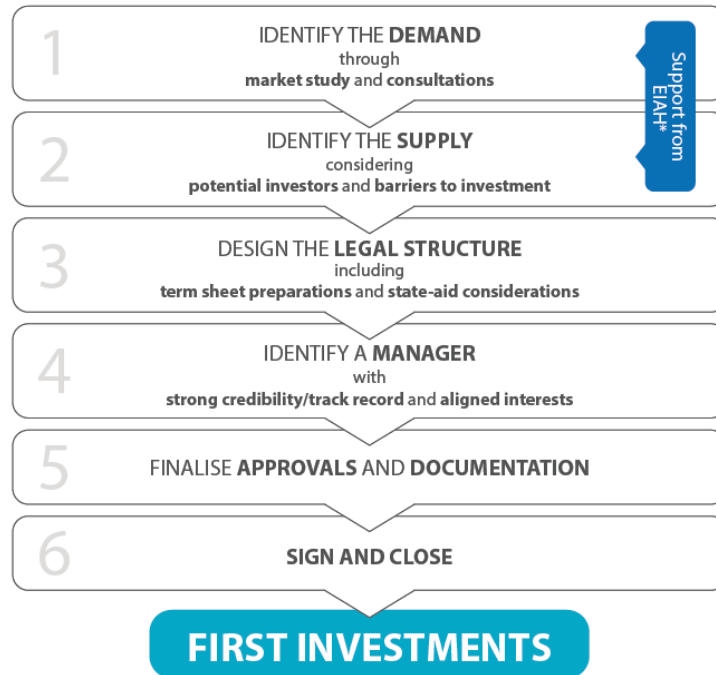 1
IDENTIFY THE DEMAND
through
market study and consultations
Support from
EIAH*
2
IDENTIFY THE SUPPLY
considering
potential investors and barriers to investment
3
DESIGN THE LEGAL STRUCTURE
including
term sheet preparations and state-aid considerations
4
IDENTIFY A MANAGER
with
strong credibility/track record and aligned interests
5
FINALISE APPROVALS AND DOCUMENTATION
6
SIGN AND CLOSE
FIRST INVESTMENTS